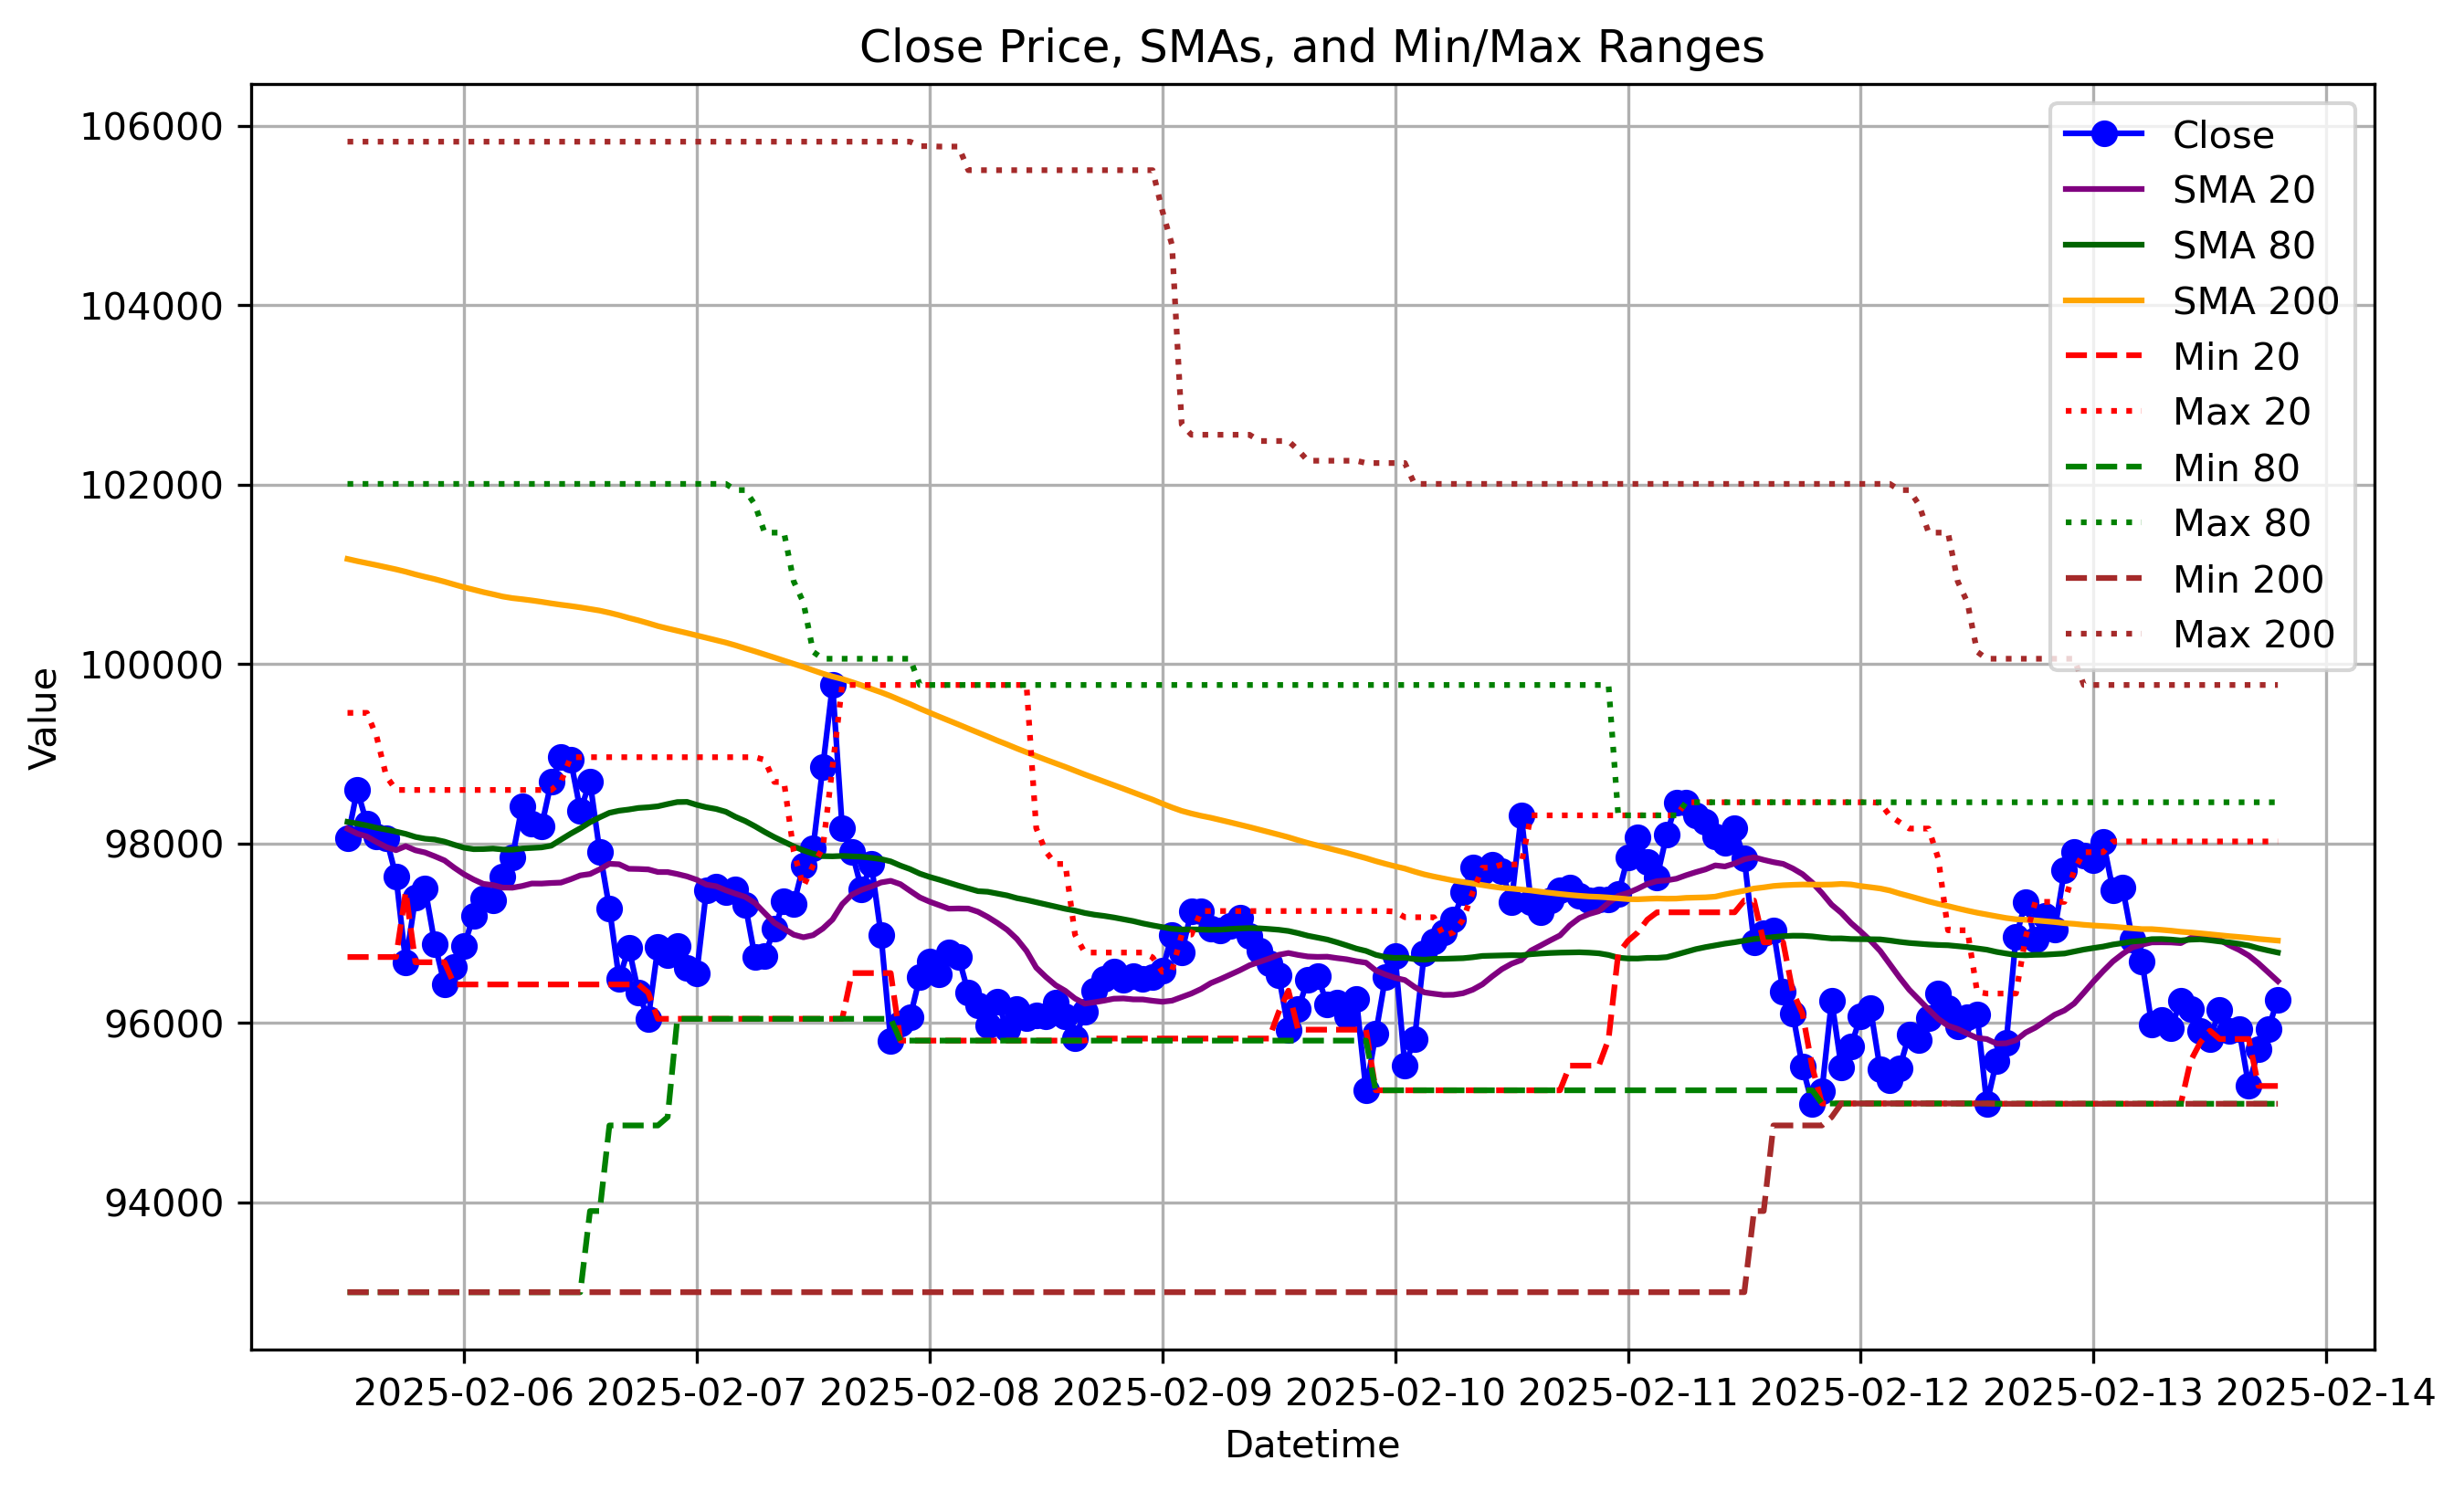 Close Price, SMAs, and Min/Max Ranges
106000
104000
102000
100000
98000
96000
94000
Value
Close
SMA 20
SMA 80
SMA 200
Min 20
Max 20
Min 80
Max 80
Min 200
Max 200
2025-02-06 2025-02-07 2025-02-08 2025-02-09 2025-02-10 2025-02-11 2025-02-12 2025-02-13 2025-02-14
Datetime